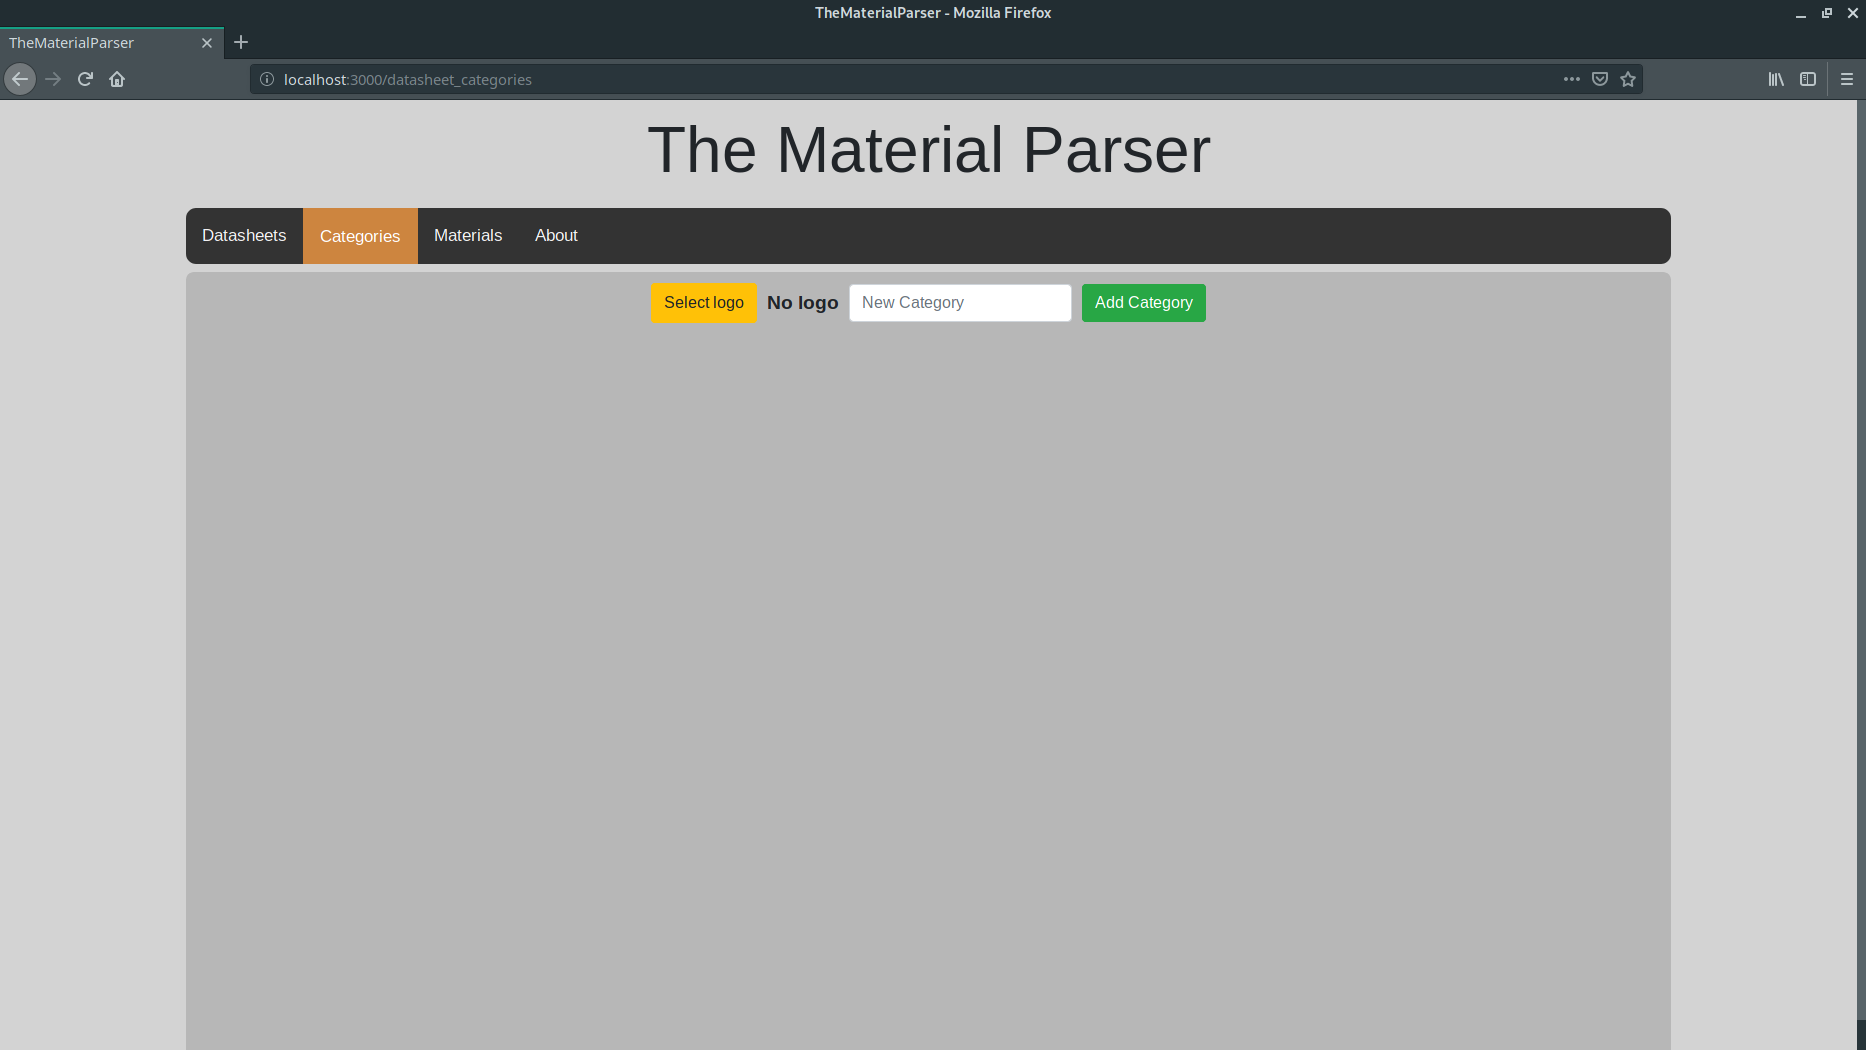 TheMaterialParser - Mozilla Firefox
TheMaterialParser
localhost:3000/datasheet_categories
The Material Parser
Datasheets Categories Materials About
Select logo No logo New Category Add Category